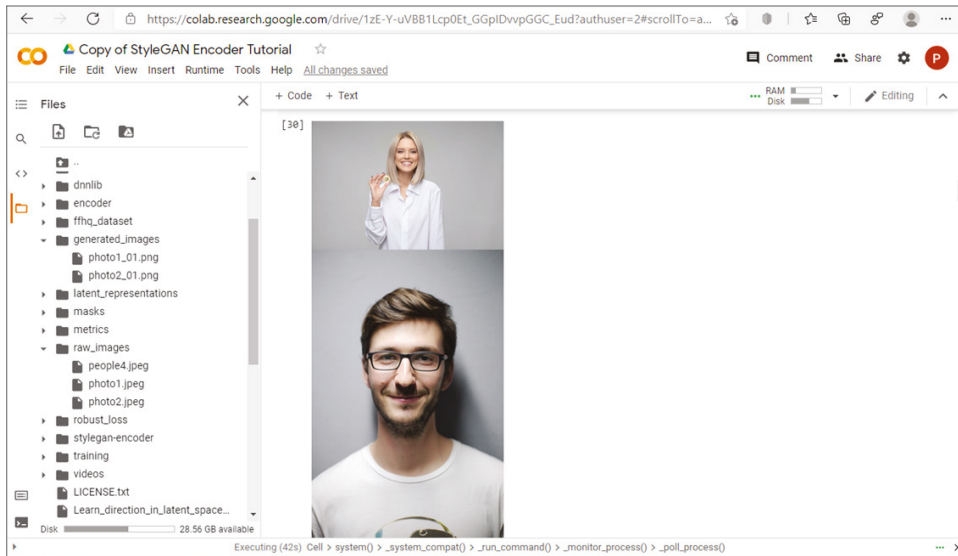 https://colab.research.google.com/drive/1zE-Y-uVBB1Lcp0Et_GGpIDvvpGGC_Eud?authuser=2#scrollTo=a...
Copy of StyleGAN Encoder Tutorial
Comment
Share
P
File Edit View Insert Runtime Tools Help All changes saved
Files
+ Code + Text
RAM
Disk
Editing
[30]
..
dnnlib
encoder
ffhq_dataset
generated_images
photo1_01.png
photo2_01.png
latent_representations
masks
metrics
raw_images
people4.jpeg
photo1.jpeg
photo2.jpeg
robust_loss
stylegan-encoder
training
videos
LICENSE.txt
Learn_direction_in_latent_space...
Disk 28.56 GB available
Executing (42s) Cell > system() > _system_compat() > _run_command() > _monitor_process() > _poll_process()